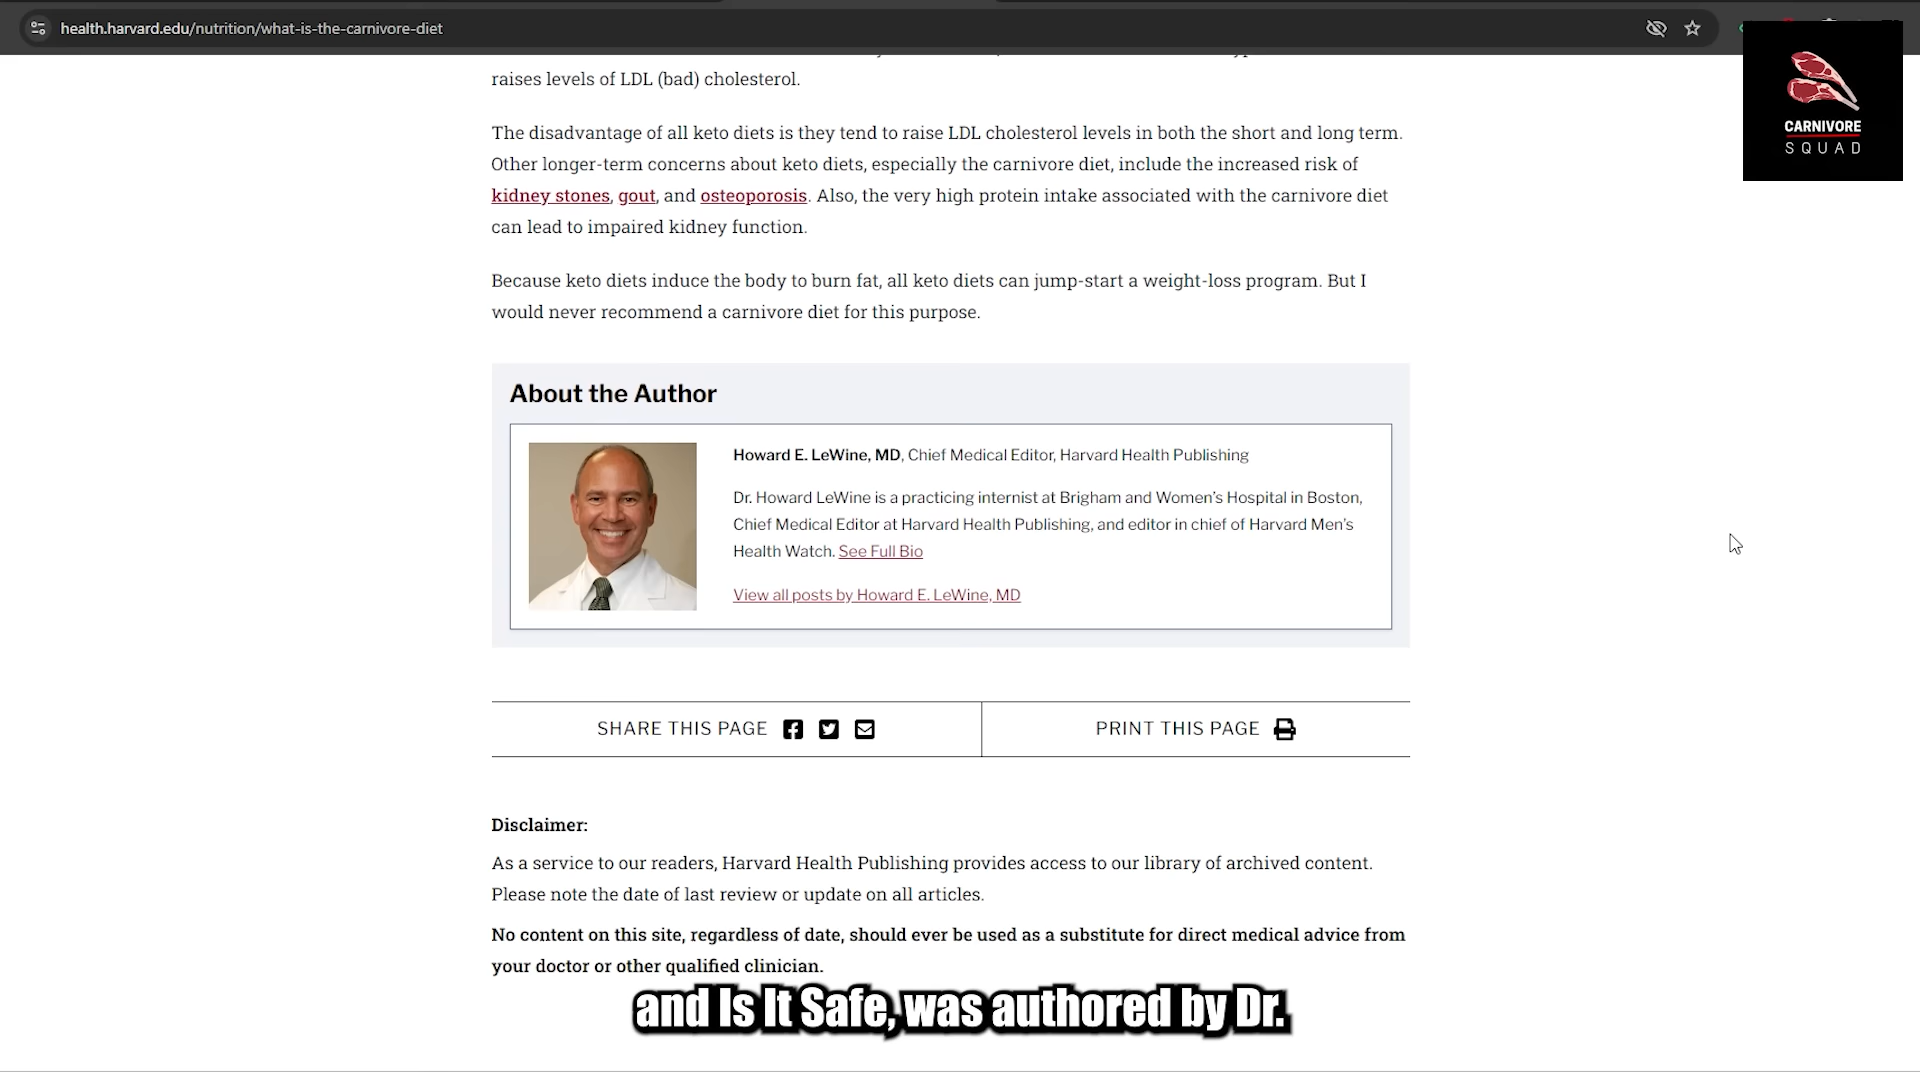 health.harvard.edu/nutrition/what-is-the-carnivore-diet
raises levels of LDL (bad) cholesterol.
CARNIVORE
SQUAD
The disadvantage of all keto diets is they tend to raise LDL cholesterol levels in both the short and long term.
Other longer-term concerns about keto diets, especially the carnivore diet, include the increased risk of
kidney stones, gout, and osteoporosis. Also, the very high protein intake associated with the carnivore diet
can lead to impaired kidney function.
Because keto diets induce the body to burn fat, all keto diets can jump-start a weight-loss program. But I
would never recommend a carnivore diet for this purpose.
About the Author
Howard E. LeWine, MD, Chief Medical Editor, Harvard Health Publishing
Dr. Howard LeWine is a practicing internist at Brigham and Women’s Hospital in Boston,
Chief Medical Editor at Harvard Health Publishing, and editor in chief of Harvard Men’s
Health Watch. See Full Bio
View all posts by Howard E. LeWine, MD
SHARE THIS PAGE
PRINT THIS PAGE
Disclaimer:
As a service to our readers, Harvard Health Publishing provides access to our library of archived content.
Please note the date of last review or update on all articles.
No content on this site, regardless of date, should ever be used as a substitute for direct medical advice from
your doctor or other qualified clinician.
and Is It Safe, was authored by Dr.